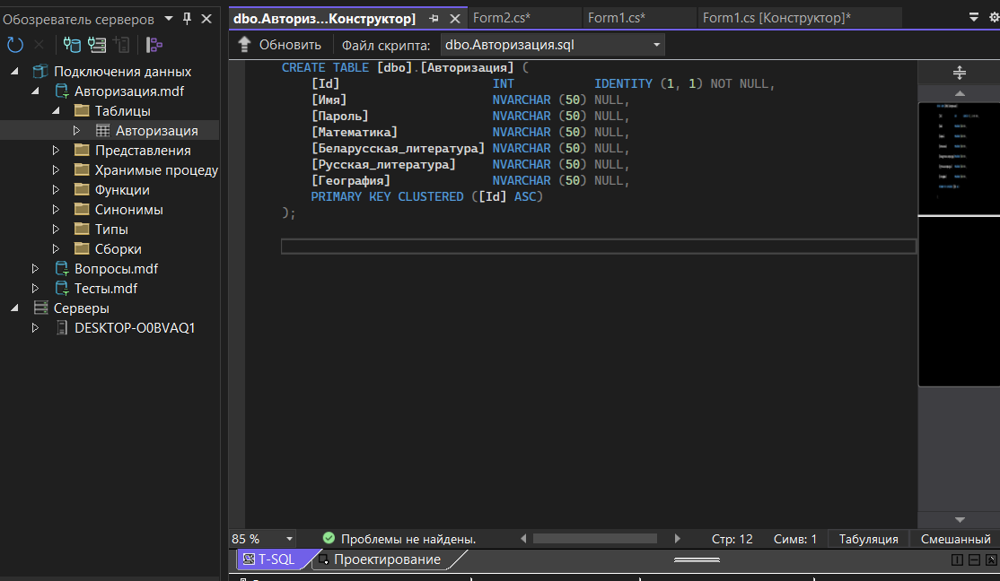 Обозреватель серверов
dbo.Авториз...Конструктор]
Form2.cs*
Form1.cs*
Form1.cs [Конструктор]*
Обновить
Файл скрипта:
dbo.Авторизация.sql
Подключения данных
Авторизация.mdf
Таблицы
Авторизация
Представления
Хранимые процеду
Функции
Синонимы
Типы
Сборки
Вопросы.mdf
Тесты.mdf
Серверы
DESKTOP-O0BVAQ1
CREATE TABLE [dbo].[Авторизация] (
[Id] INT IDENTITY (1, 1) NOT NULL,
[Имя] NVARCHAR (50) NULL,
[Пароль] NVARCHAR (50) NULL,
[Математика] NVARCHAR (50) NULL,
[Беларусская_литература] NVARCHAR (50) NULL,
[Русская_литература] NVARCHAR (50) NULL,
[География] NVARCHAR (50) NULL,
PRIMARY KEY CLUSTERED ([Id] ASC)
);
85 %
Проблемы не найдены.
Стр: 12
Симв: 1
Табуляция
Смешанный
T-SQL
Проектирование